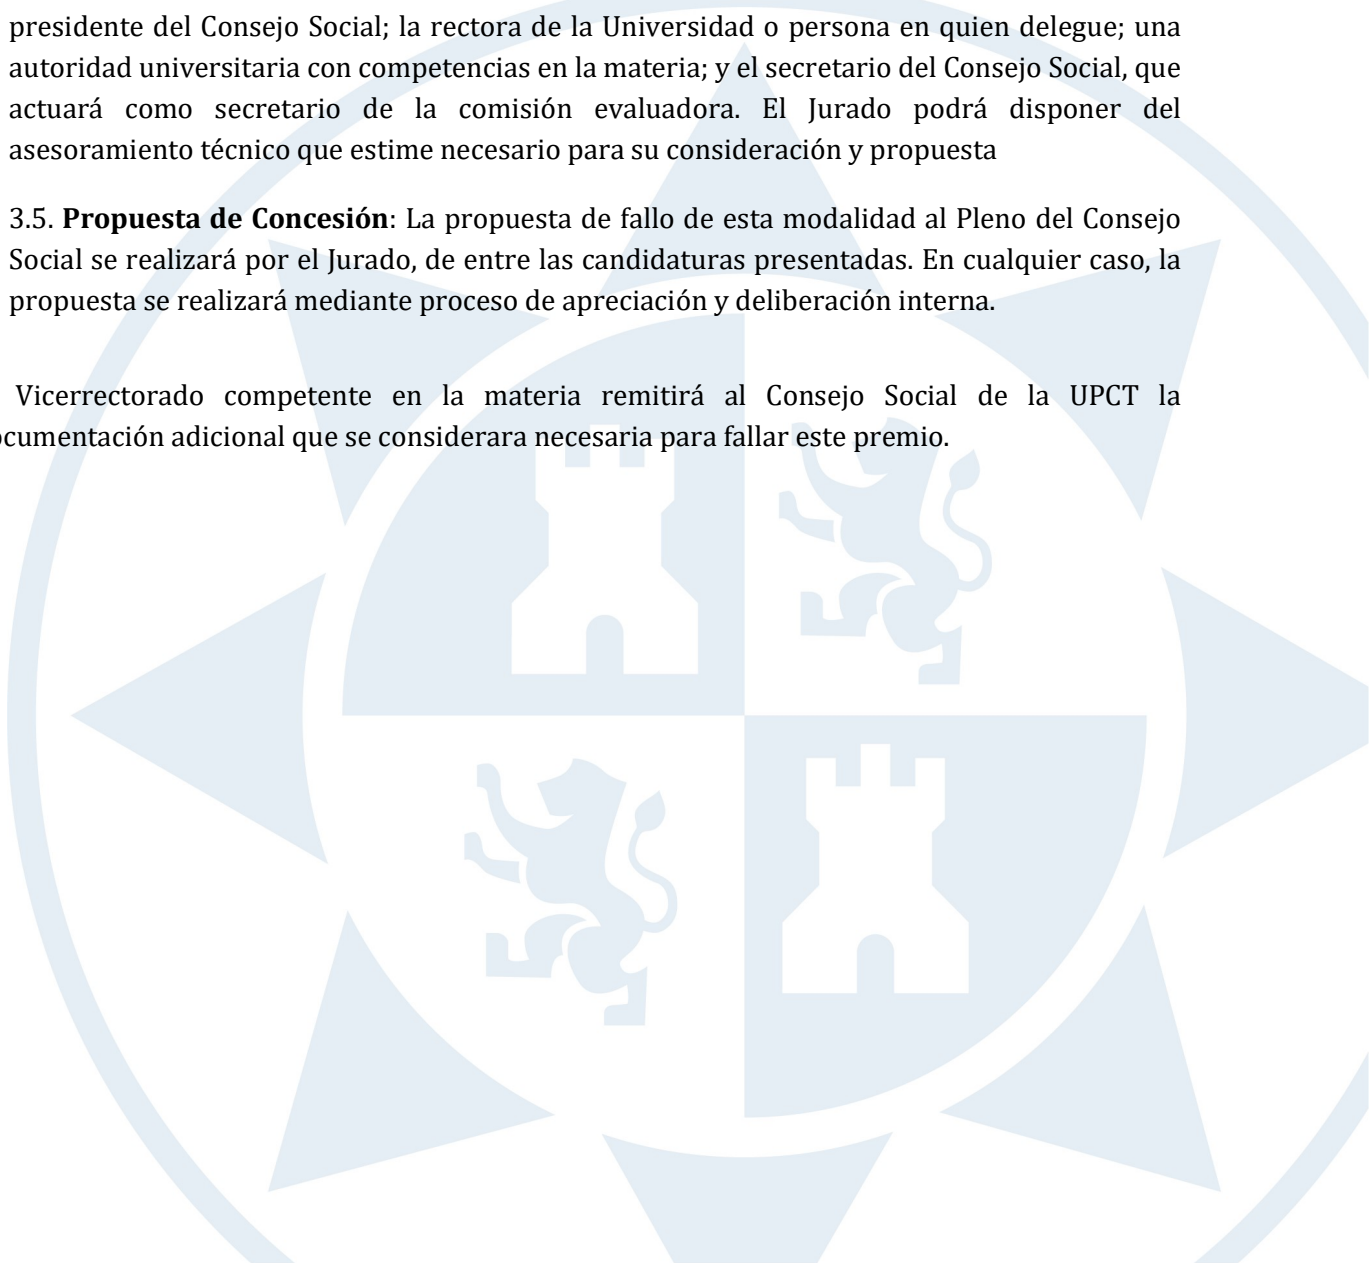 presidente del Consejo Social; la rectora de la Universidad o persona en quien delegue; una
autoridad universitaria con competencias en la materia; y el secretario del Consejo Social, que
actuará como secretario de la comisión evaluadora. El Jurado podrá disponer del
asesoramiento técnico que estime necesario para su consideración y propuesta
3.5. Propuesta de Concesión: La propuesta de fallo de esta modalidad al Pleno del Consejo
Social se realizará por el Jurado, de entre las candidaturas presentadas. En cualquier caso, la
propuesta se realizará mediante proceso de apreciación y deliberación interna.
Vicerrectorado competente en la materia remitirá al Consejo Social de la UPCT la
ocumentación adicional que se considerara necesaria para fallar este premio.